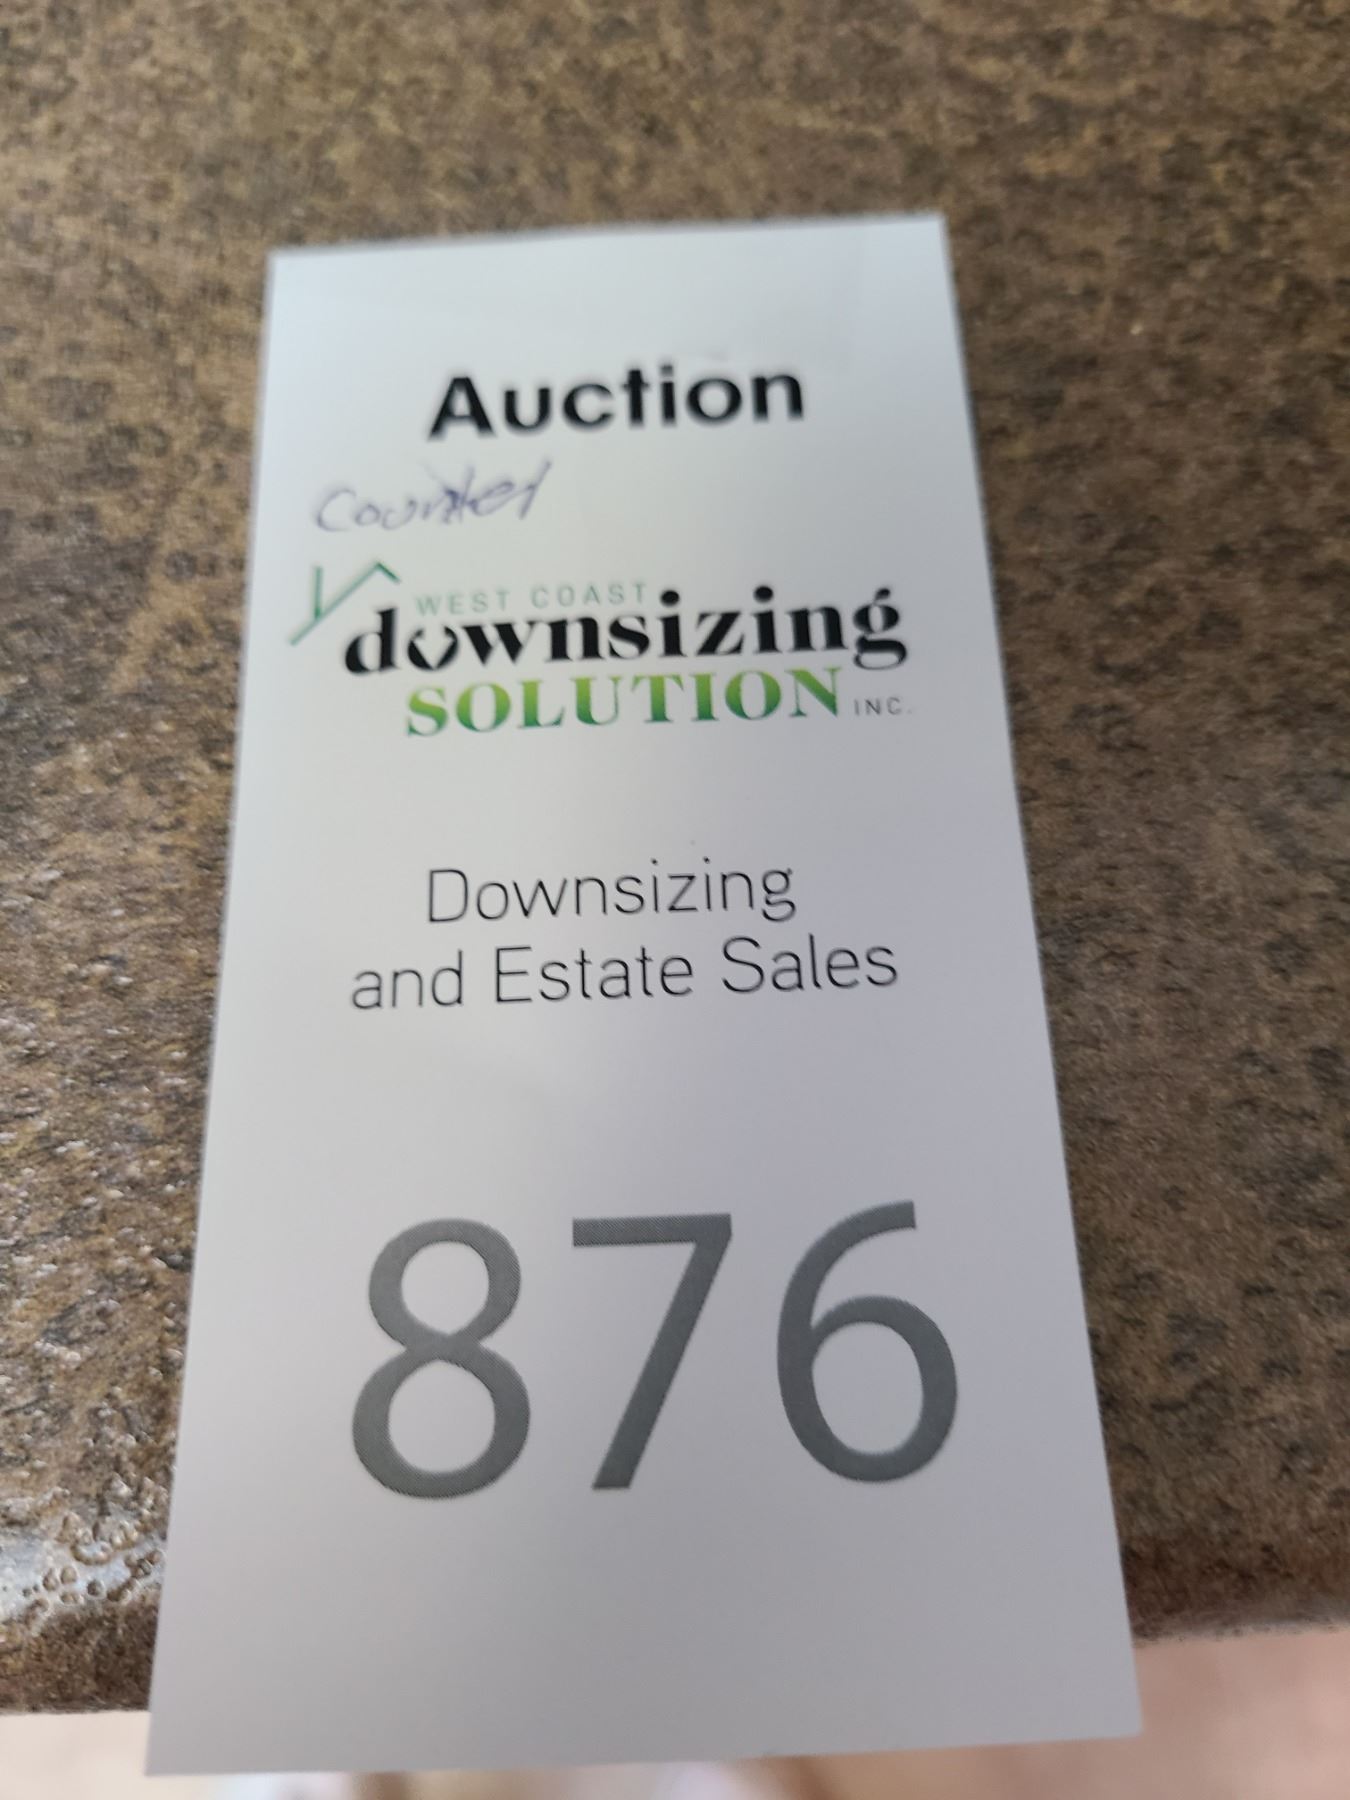 Auction
Counter
WEST COAST
downsizing
SOLUTION INC.
Downsizing
and Estate Sales
876